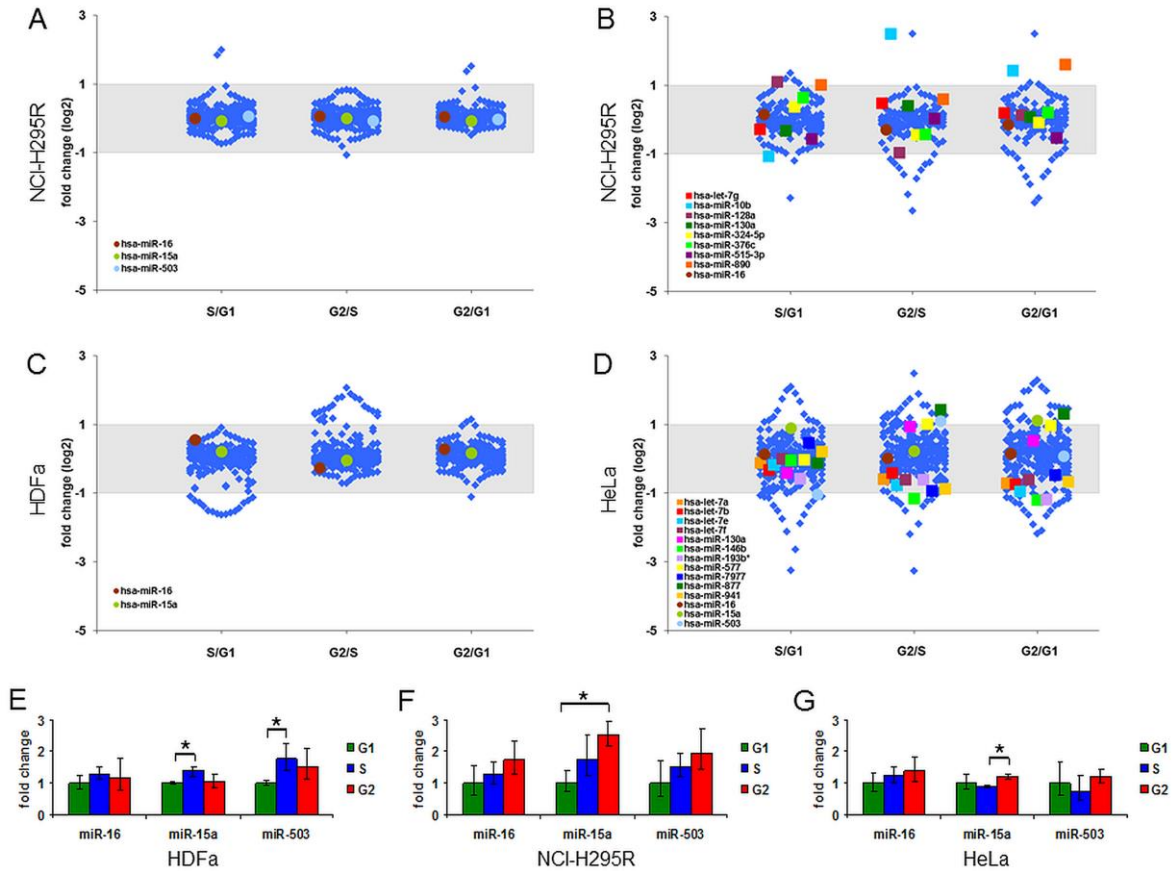 A
NCI-H295R
fold change (log2)
3
1
-1
-3
-5
hsa-miR-16
hsa-miR-15a
hsa-miR-503
S/G1
G2/S
G2/G1
B
NCI-H295R
fold change (log2)
3
1
-1
-3
-5
hsa-let-7g
hsa-miR-10b
hsa-miR-128a
hsa-miR-130a
hsa-miR-324-5p
hsa-miR-376c
hsa-miR-515-3p
hsa-miR-890
hsa-miR-16
S/G1
G2/S
G2/G1
C
HDFa
fold change (log2)
3
1
-1
-3
-5
hsa-miR-16
hsa-miR-15a
S/G1
G2/S
G2/G1
D
HeLa
fold change (log2)
3
1
-1
-3
-5
hsa-let-7a
hsa-let-7b
hsa-let-7e
hsa-let-7f
hsa-miR-130a
hsa-miR-146b
hsa-miR-193b*
hsa-miR-577
hsa-miR-7977
hsa-miR-877
hsa-miR-941
hsa-miR-16
hsa-miR-15a
hsa-miR-503
S/G1
G2/S
G2/G1
E
fold change
3
2
1
0
*
*
G1
S
G2
miR-16
miR-15a
miR-503
HDFa
F
fold change
3
2
1
0
*
G1
S
G2
miR-16
miR-15a
miR-503
NCI-H295R
G
fold change
3
2
1
0
*
G1
S
G2
miR-16
miR-15a
miR-503
HeLa